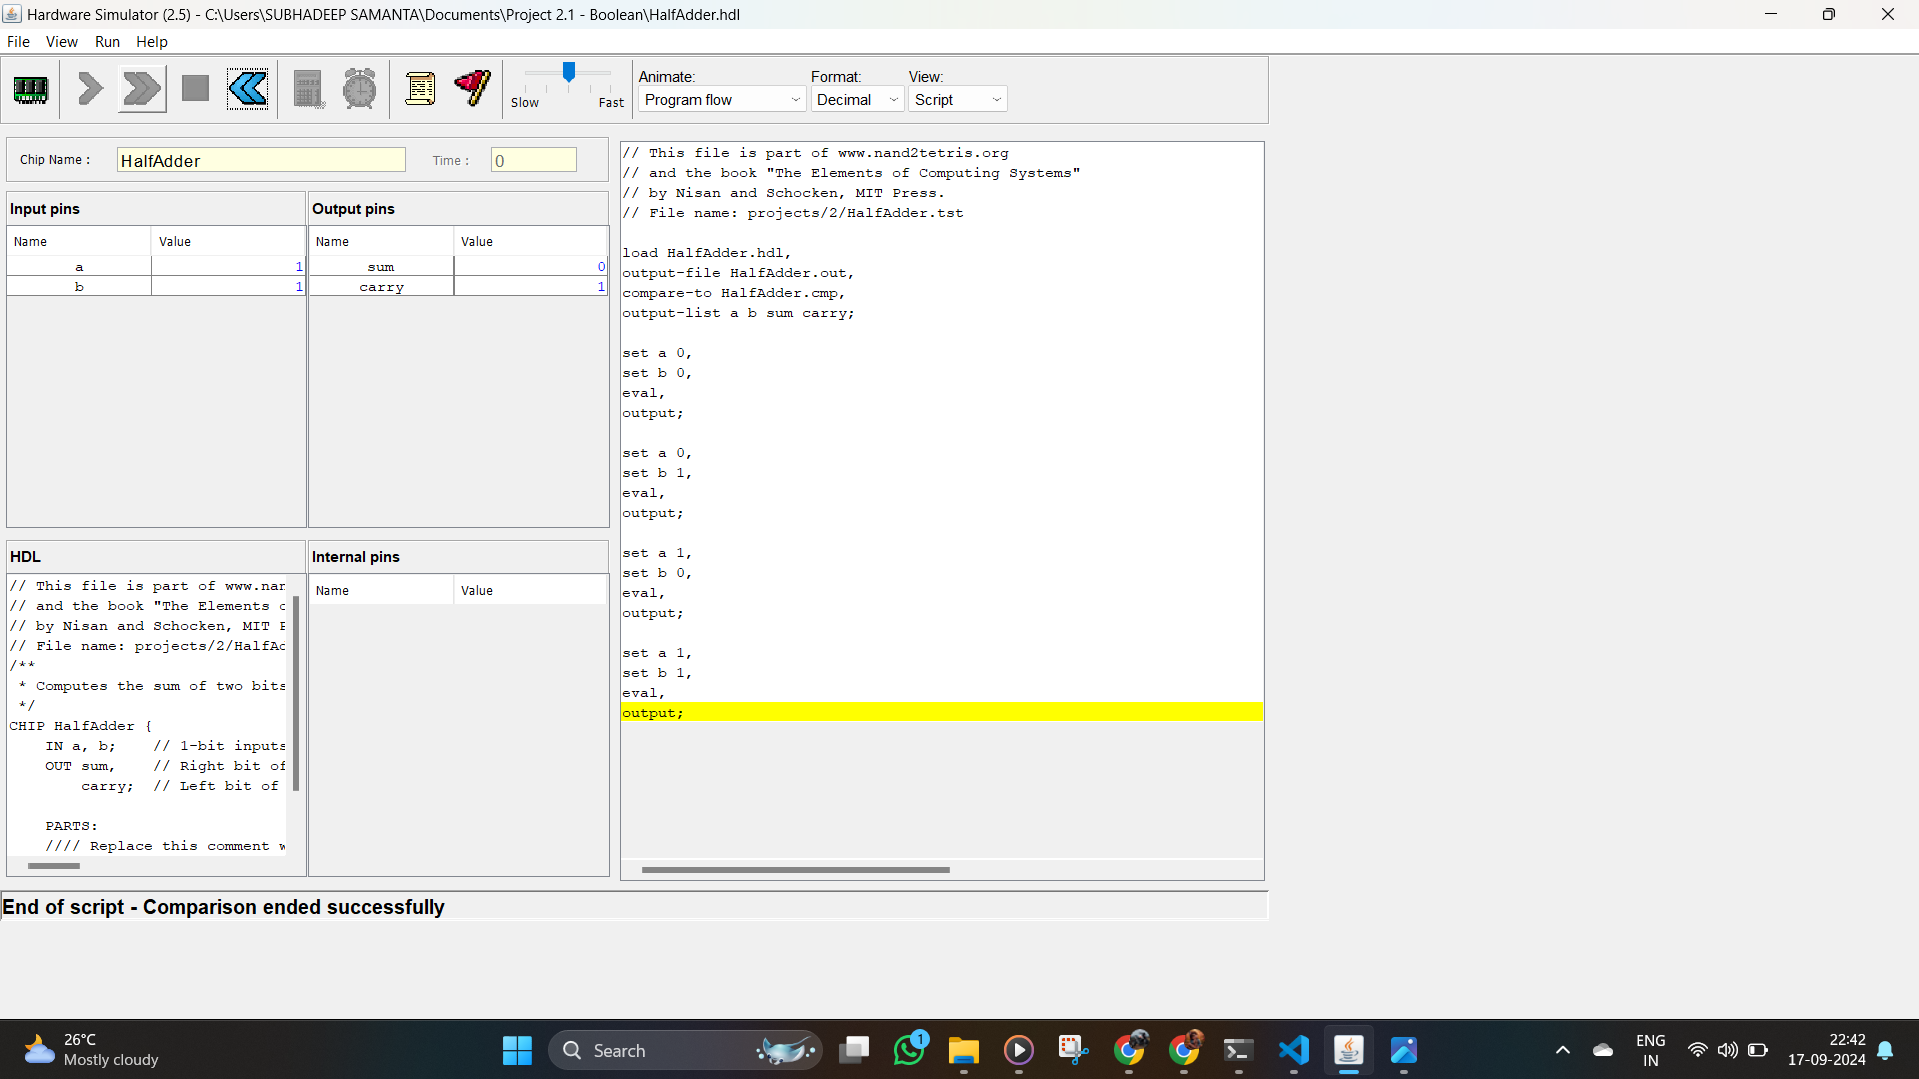 Hardware Simulator (2.5) - C:\Users\SUBHADEEP SAMANTA\Documents\Project 2.1 - Boolean\HalfAdder.hdl
File View Run Help
Slow Fast
Animate: Format: View:
Program flow Decimal Script
Chip Name : HalfAdder Time : 0
Input pins
Name Value
a 1
b 1
Output pins
Name Value
sum 0
carry 1
HDL
// This file is part of www.nan
// and the book "The Elements o
// by Nisan and Schocken, MIT P
// File name: projects/2/HalfAd
/**
* Computes the sum of two bits
*/
CHIP HalfAdder {
IN a, b; // 1-bit inputs
OUT sum, // Right bit of
carry; // Left bit of
PARTS:
//// Replace this comment w
Internal pins
Name Value
// This file is part of www.nand2tetris.org
// and the book "The Elements of Computing Systems"
// by Nisan and Schocken, MIT Press.
// File name: projects/2/HalfAdder.tst
load HalfAdder.hdl,
output-file HalfAdder.out,
compare-to HalfAdder.cmp,
output-list a b sum carry;
set a 0,
set b 0,
eval,
output;
set a 0,
set b 1,
eval,
output;
set a 1,
set b 0,
eval,
output;
set a 1,
set b 1,
eval,
output;
End of script - Comparison ended successfully
26°C
Mostly cloudy
Search
1
ENG
IN
22:42
17-09-2024